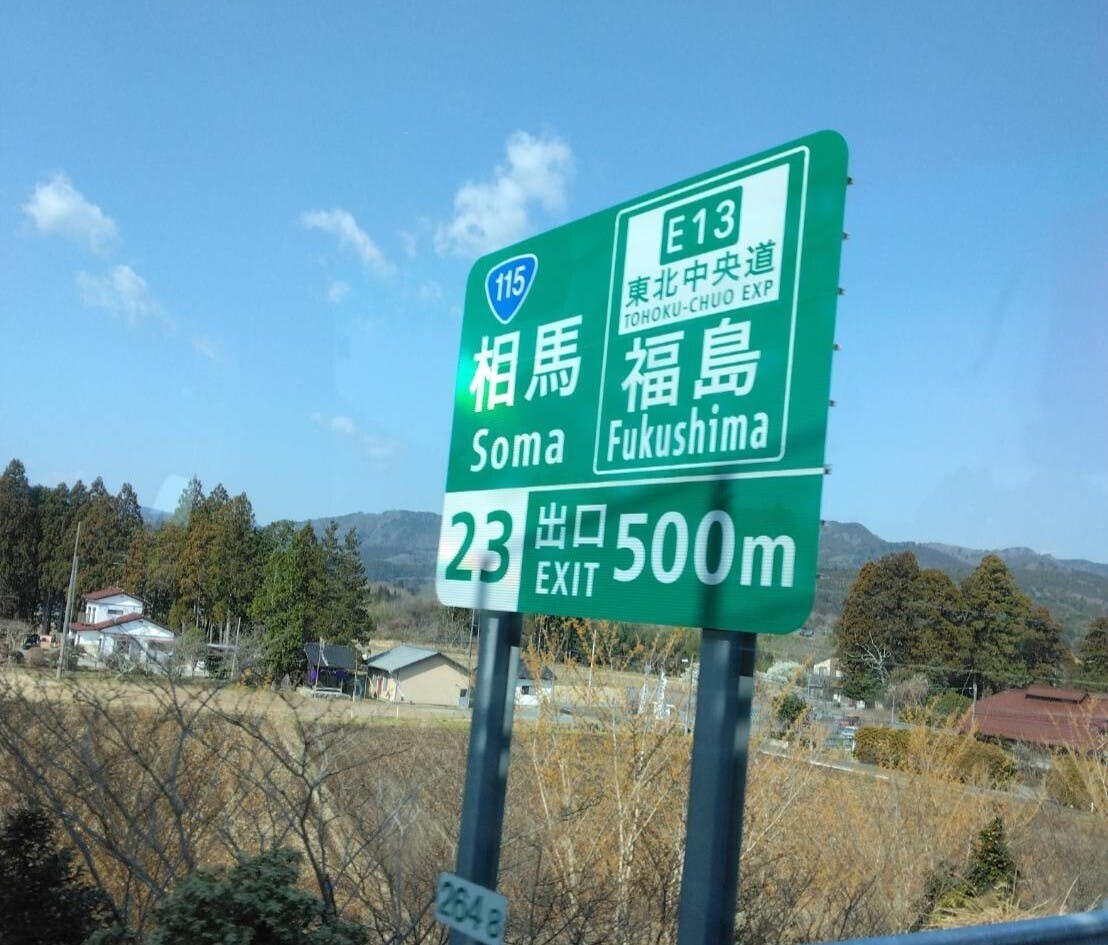 115
相馬
Soma
E13
東北中央道
TOHOKU-CHUO EXP
福島
Fukushima
23
出口
EXIT
500m
264 8